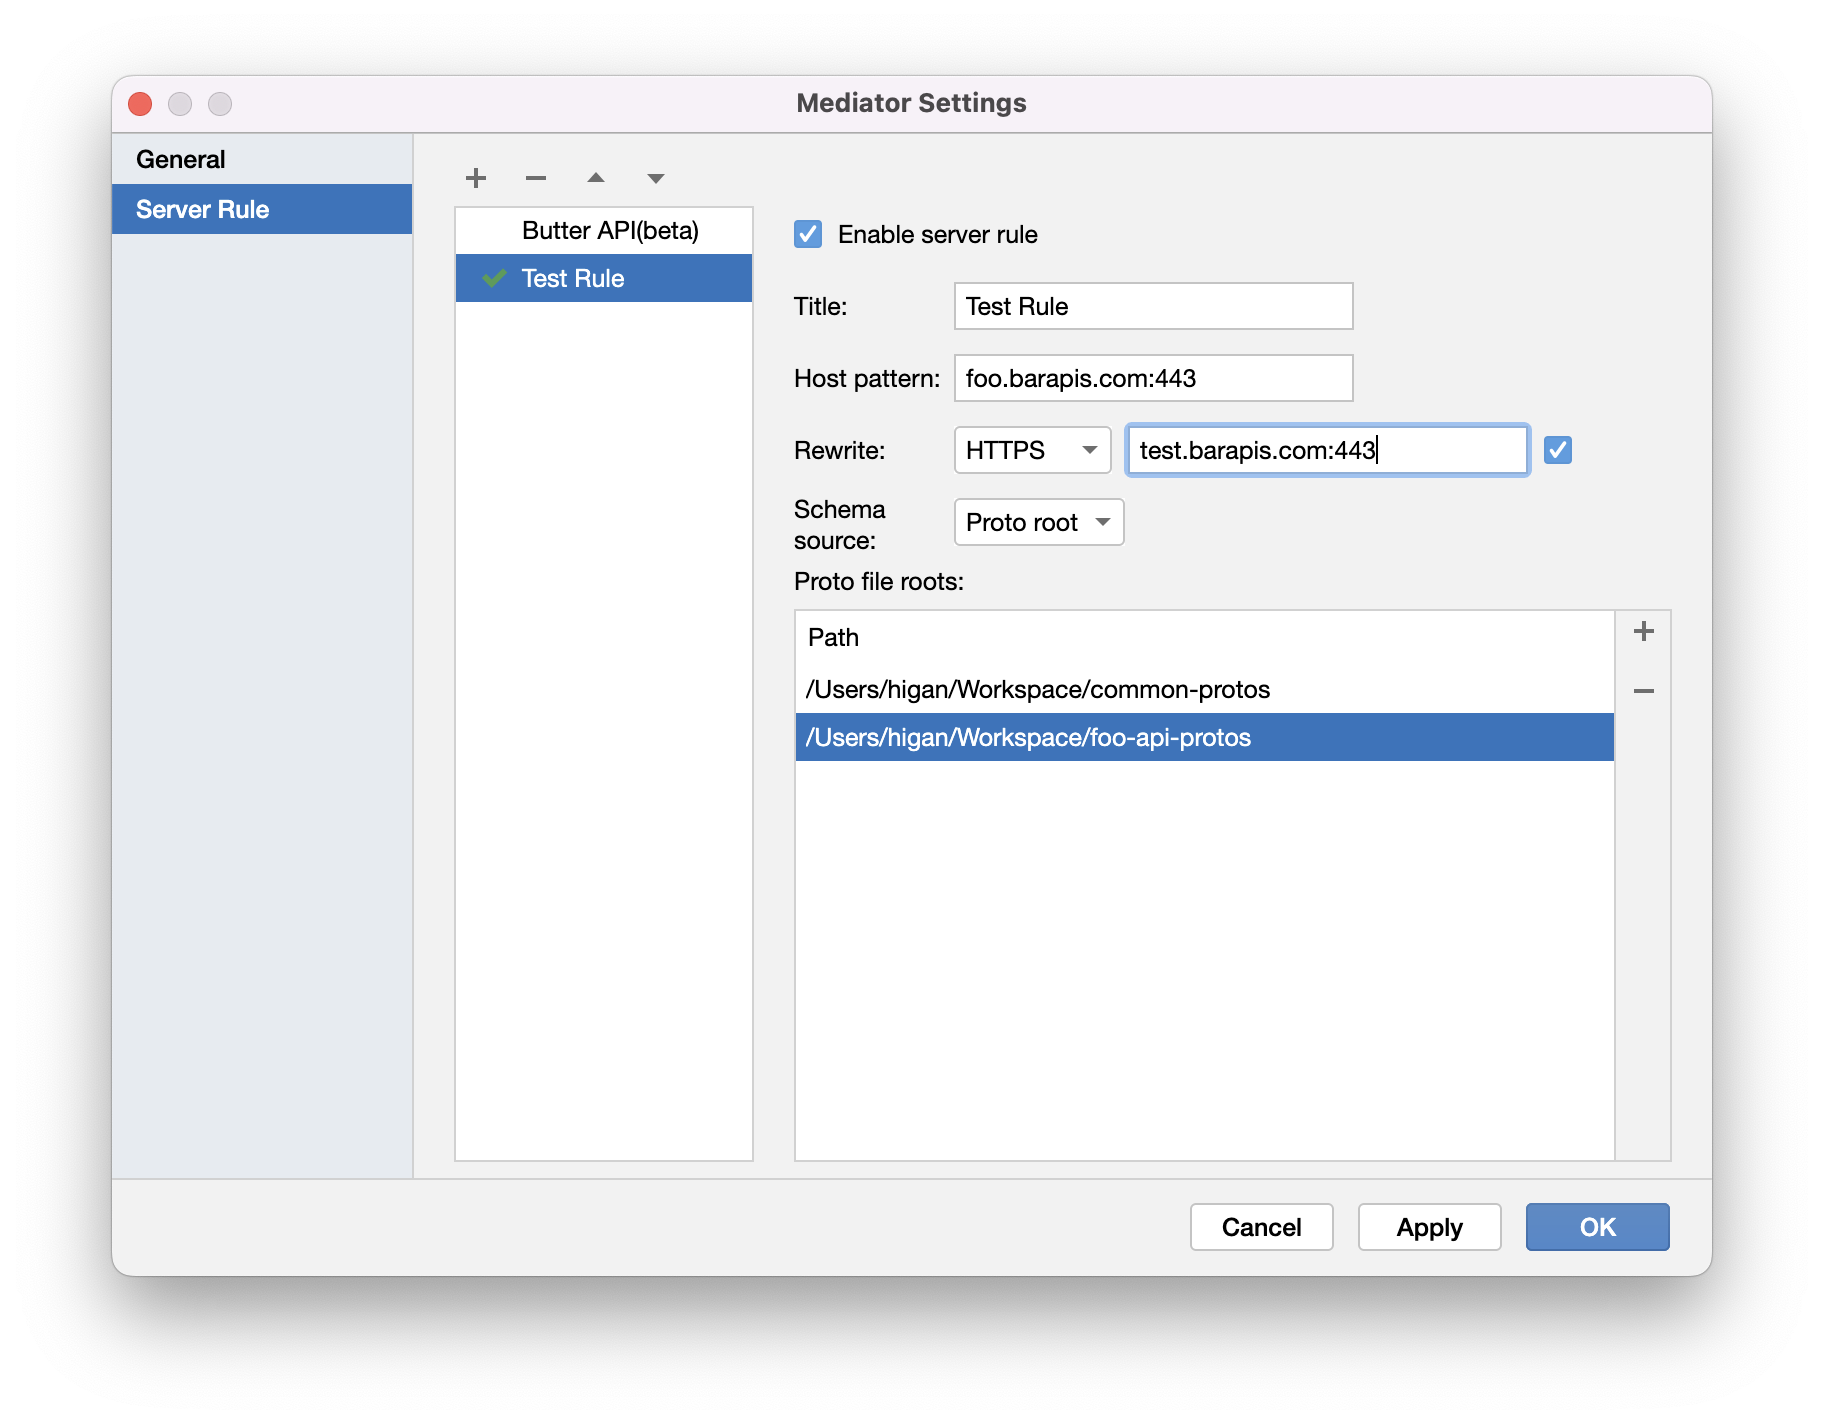 Mediator Settings
General
Server Rule
Butter API(beta)
Test Rule
Enable server rule
Title:
Test Rule
Host pattern:
foo.barapis.com:443
Rewrite:
HTTPS
test.barapis.com:443
Schema
source:
Proto root
Proto file roots:
Path
/Users/higan/Workspace/common-protos
/Users/higan/Workspace/foo-api-protos
Cancel
Apply
OK